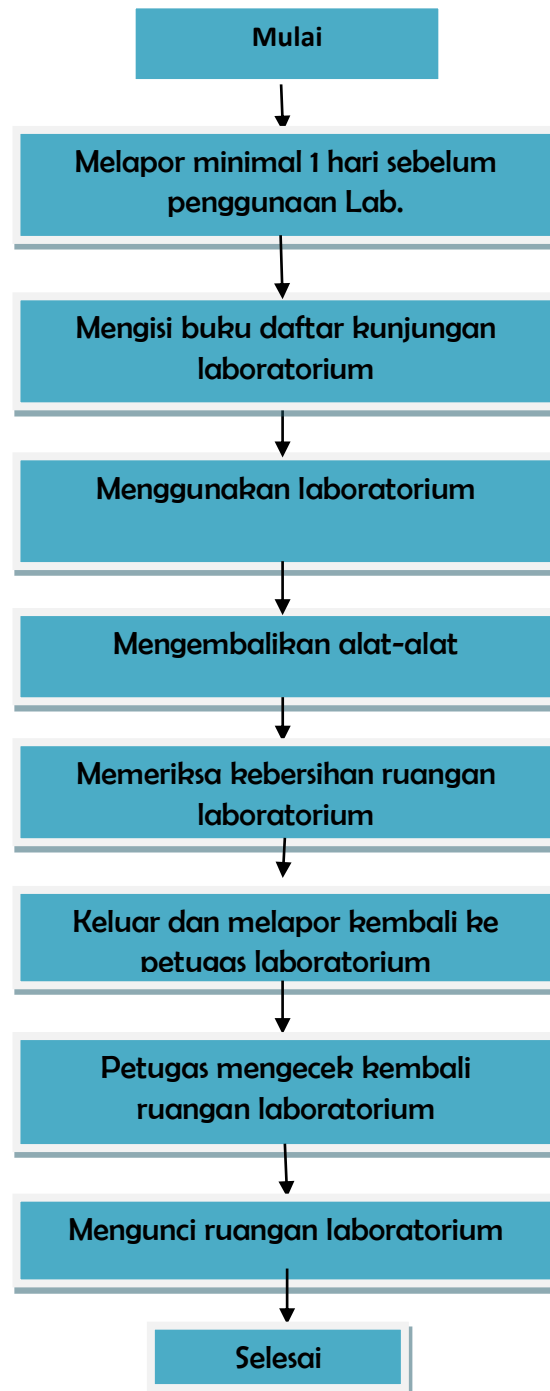 Mulai
Melapor minimal 1 hari sebelum
penggunaan Lab.
Mengisi buku daftar kunjungan
laboratorium
Menggunakan laboratorium
Mengembalikan alat-alat
Memeriksa kebersihan ruangan
laboratorium
Keluar dan melapor kembali ke
petugas laboratorium
Petugas mengecek kembali
ruangan laboratorium
Mengunci ruangan laboratorium
Selesai